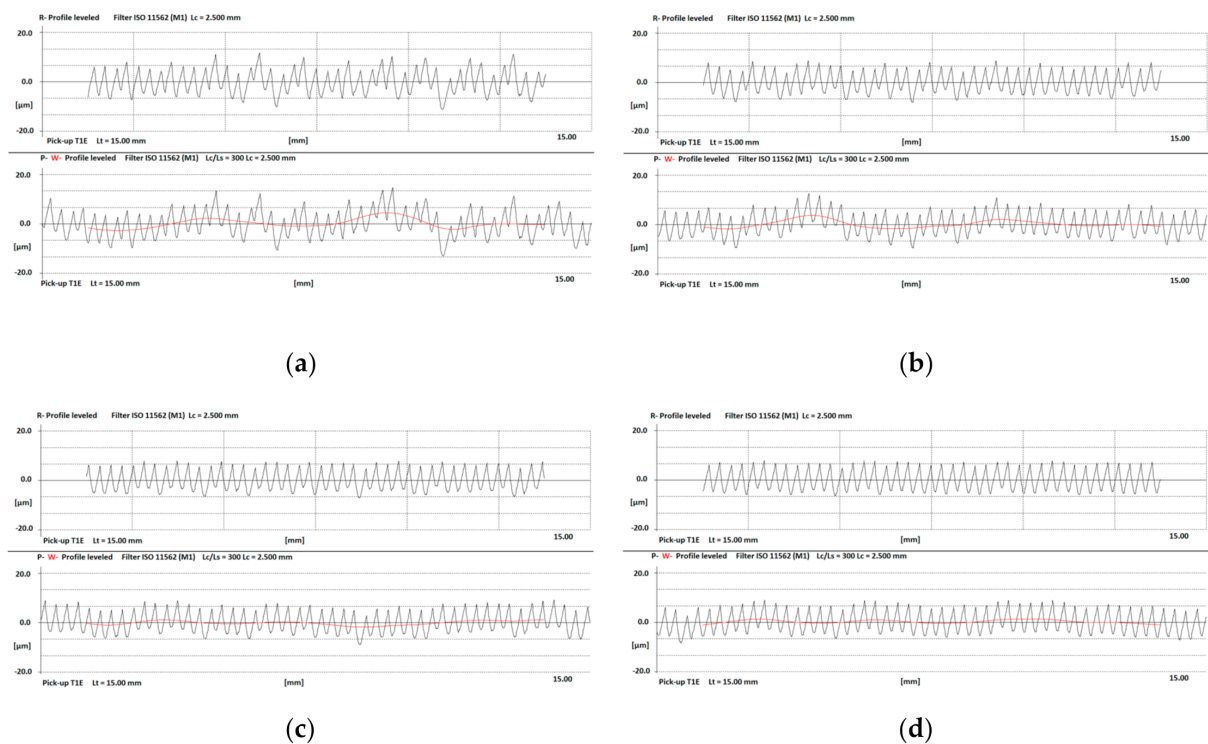 R- Profile leveled Filter ISO 11562 (M1) Lc = 2.500 mm
20.0
0.0
[µm]
-20.0
Pick-up T1E Lt = 15.00 mm [mm] 15.00
P- W- Profile leveled Filter ISO 11562 (M1) Lc/Ls = 300 Lc = 2.500 mm
20.0
0.0
[µm]
-20.0
Pick-up T1E Lt = 15.00 mm [mm] 15.00
(a)
R- Profile leveled Filter ISO 11562 (M1) Lc = 2.500 mm
20.0
0.0
[µm]
-20.0
Pick-up T1E Lt = 15.00 mm [mm] 15.00
P- W- Profile leveled Filter ISO 11562 (M1) Lc/Ls = 300 Lc = 2.500 mm
20.0
0.0
[µm]
-20.0
Pick-up T1E Lt = 15.00 mm [mm] 15.00
(b)
R- Profile leveled Filter ISO 11562 (M1) Lc = 2.500 mm
20.0
0.0
[µm]
-20.0
Pick-up T1E Lt = 15.00 mm [mm] 15.00
P- W- Profile leveled Filter ISO 11562 (M1) Lc/Ls = 300 Lc = 2.500 mm
20.0
0.0
[µm]
-20.0
Pick-up T1E Lt = 15.00 mm [mm] 15.00
(c)
R- Profile leveled Filter ISO 11562 (M1) Lc = 2.500 mm
20.0
0.0
[µm]
-20.0
Pick-up T1E Lt = 15.00 mm [mm] 15.00
P- W- Profile leveled Filter ISO 11562 (M1) Lc/Ls = 300 Lc = 2.500 mm
20.0
0.0
[µm]
-20.0
Pick-up T1E Lt = 15.00 mm [mm] 15.00
(d)